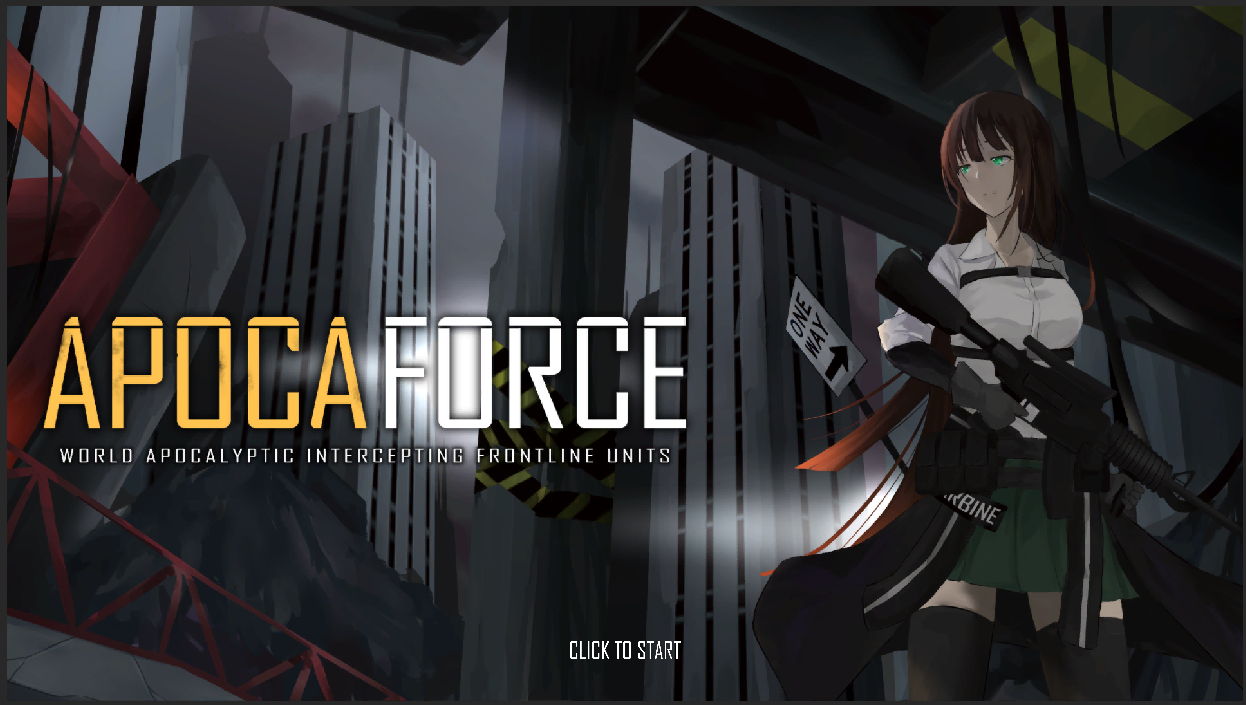 APOCAFORCE
WORLD APOCALYPTIC INTERCEPTING FRONTLINE UNITS
ONE
WAY
RBINE
CLICK TO START